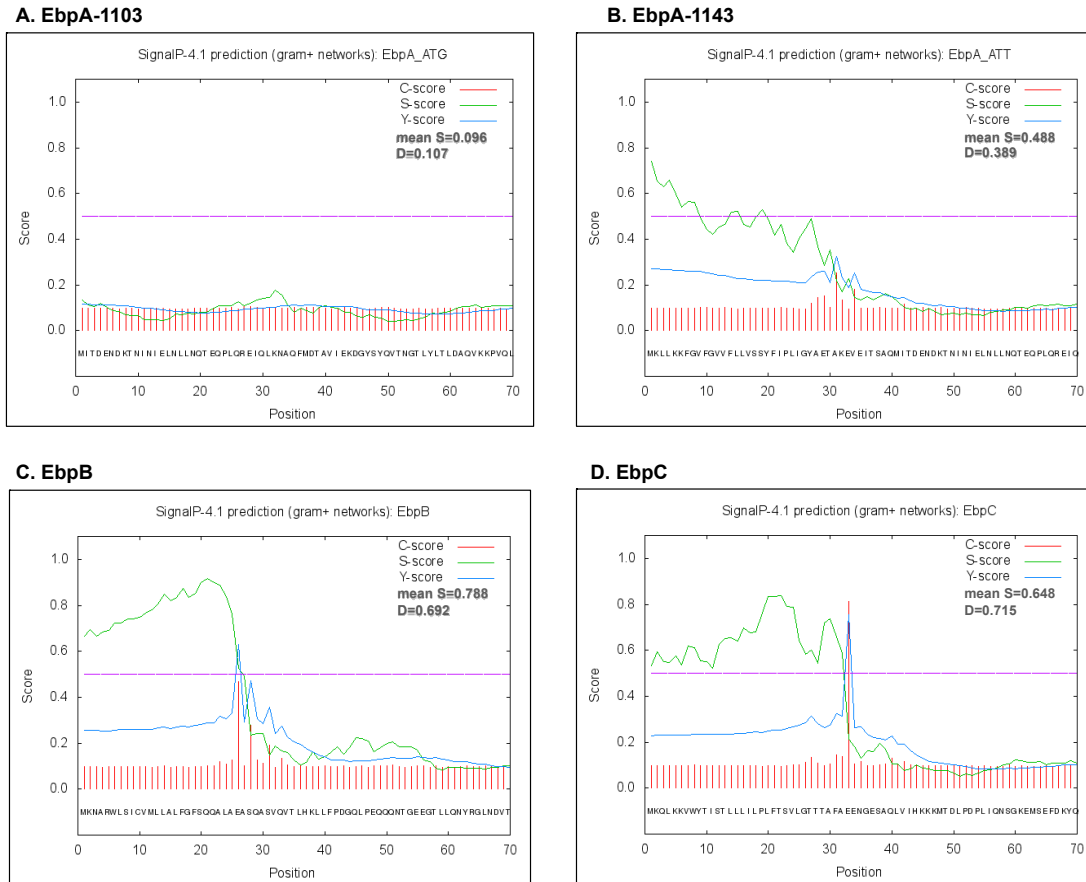 A. EbpA-1103
SignalP-4.1 prediction (gram+ networks): EbpA_ATG
C-score
S-score
Y-score
mean S=0.096
D=0.107
Score
1.0
0.8
0.6
0.4
0.2
0.0
MITDENDKTNINIELNLLNQTEQPLQREIQLKNAQFMDTAVIEKDGYSYQVTNGTLYLTLDAQVKKPVQL
0 10 20 30 40 50 60 70
Position
B. EbpA-1143
SignalP-4.1 prediction (gram+ networks): EbpA_ATT
C-score
S-score
Y-score
mean S=0.488
D=0.389
Score
1.0
0.8
0.6
0.4
0.2
0.0
MKLLKKFGVFGVVFLLVSSYFIPLIGYAETAKEVEITSAQMITDENDKTNINIELNLLNQTEQPLQREIQ
0 10 20 30 40 50 60 70
Position
C. EbpB
SignalP-4.1 prediction (gram+ networks): EbpB
C-score
S-score
Y-score
mean S=0.788
D=0.692
Score
1.0
0.8
0.6
0.4
0.2
0.0
MKNARWLSICVMLLALFGFSQQALAEASQASVQVTLHKLLFPDGQLPEQQQNTGEEGTLLQNYRGLNDVT
0 10 20 30 40 50 60 70
Position
D. EbpC
SignalP-4.1 prediction (gram+ networks): EbpC
C-score
S-score
Y-score
mean S=0.648
D=0.715
Score
1.0
0.8
0.6
0.4
0.2
0.0
MKQLKKVWYTISTLLLILPLFTSVLGTTTAFAEENGESAQLVIHKKKMTDLPDPLIQNSGKEMSEFDKYQ
0 10 20 30 40 50 60 70
Position